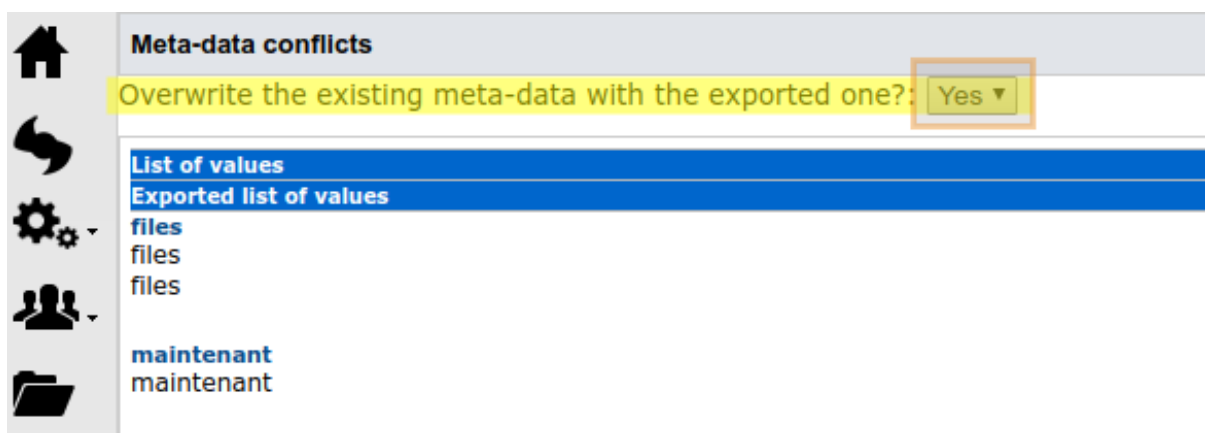 Meta-data conflicts
Overwrite the existing meta-data with the exported one?: Yes
List of values
Exported list of values
files
files
files
maintenant
maintenant